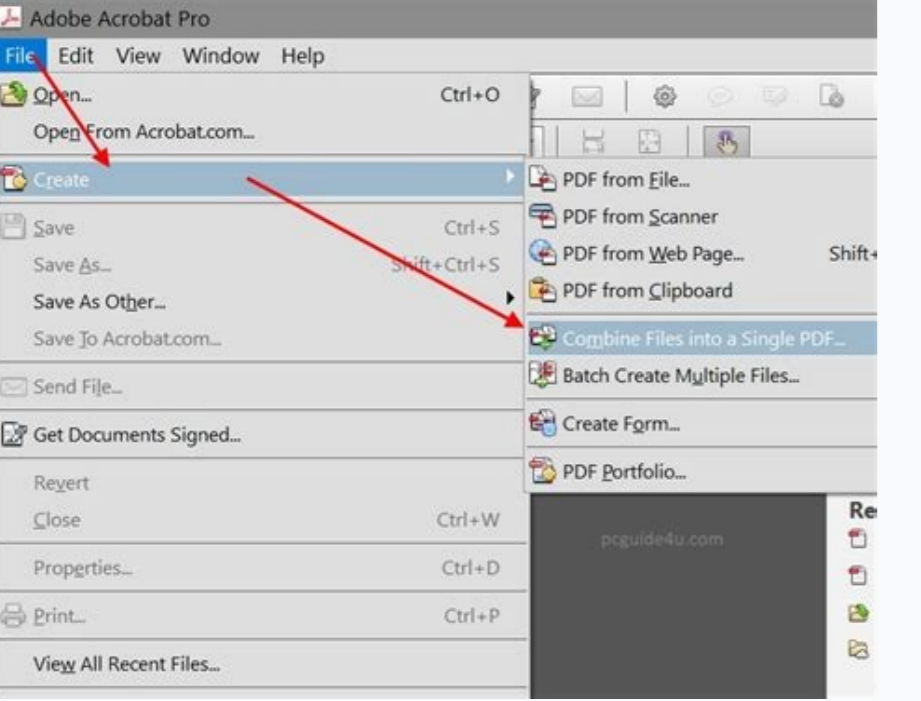 Adobe Acrobat Pro
File Edit View Window Help
Open... Ctrl+O
Open From Acrobat.com...
Create
Save Ctrl+S
Save As... Shift+Ctrl+S
Save As Other...
Save To Acrobat.com...
Send File...
Get Documents Signed...
Revert
Close Ctrl+W
Properties... Ctrl+D
Print... Ctrl+P
View All Recent Files...
PDF from File...
PDF from Scanner
PDF from Web Page... Shift+
PDF from Clipboard
Combine Files into a Single PDF...
Batch Create Multiple Files...
Create Form...
PDF Portfolio...
pcguide4u.com